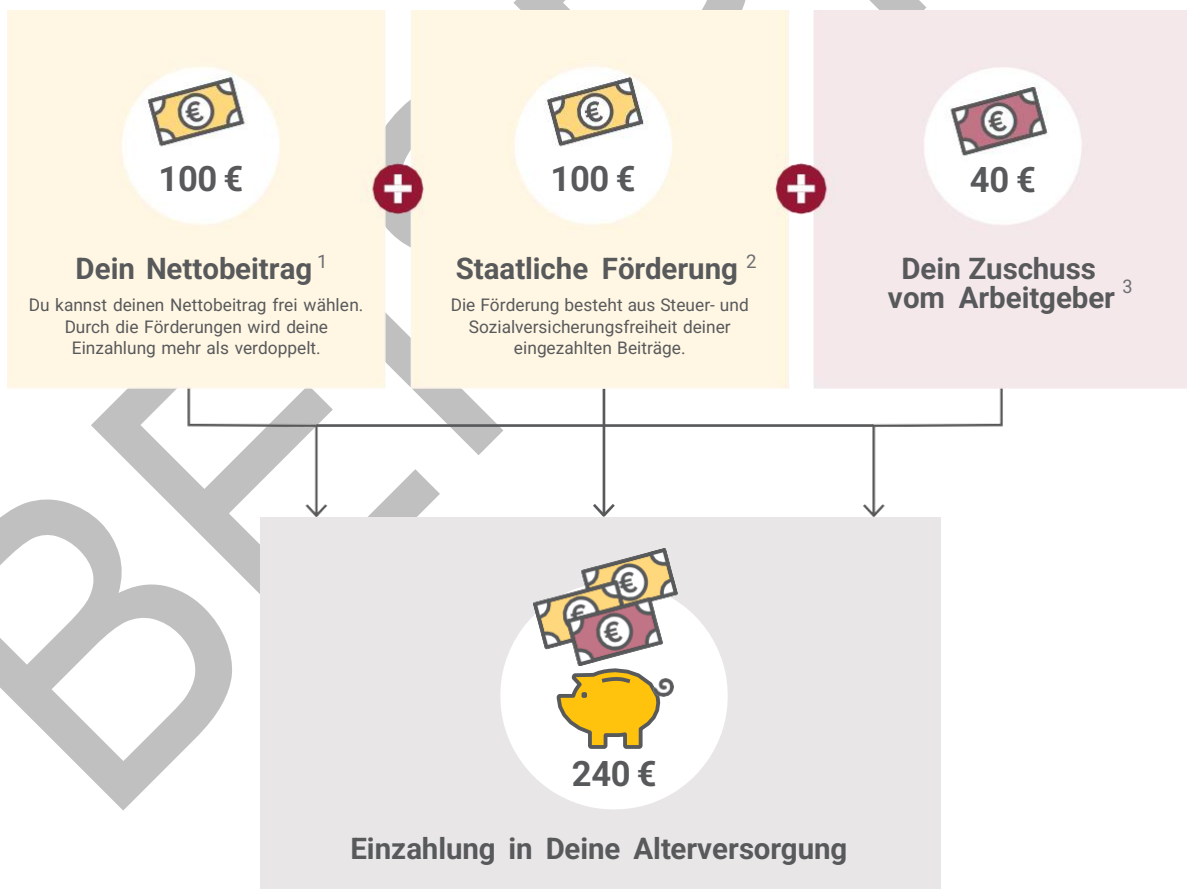 100 €
Dein Nettobeitrag 1
Du kannst deinen Nettobeitrag frei wählen.
Durch die Förderungen wird deine
Einzahlung mehr als verdoppelt.
100 €
Staatliche Förderung 2
Die Förderung besteht aus Steuer- und
Sozialversicherungsfreiheit deiner
eingezahlten Beiträge.
40 €
Dein Zuschuss
vom Arbeitgeber 3
240 €
Einzahlung in Deine Alterversorgung